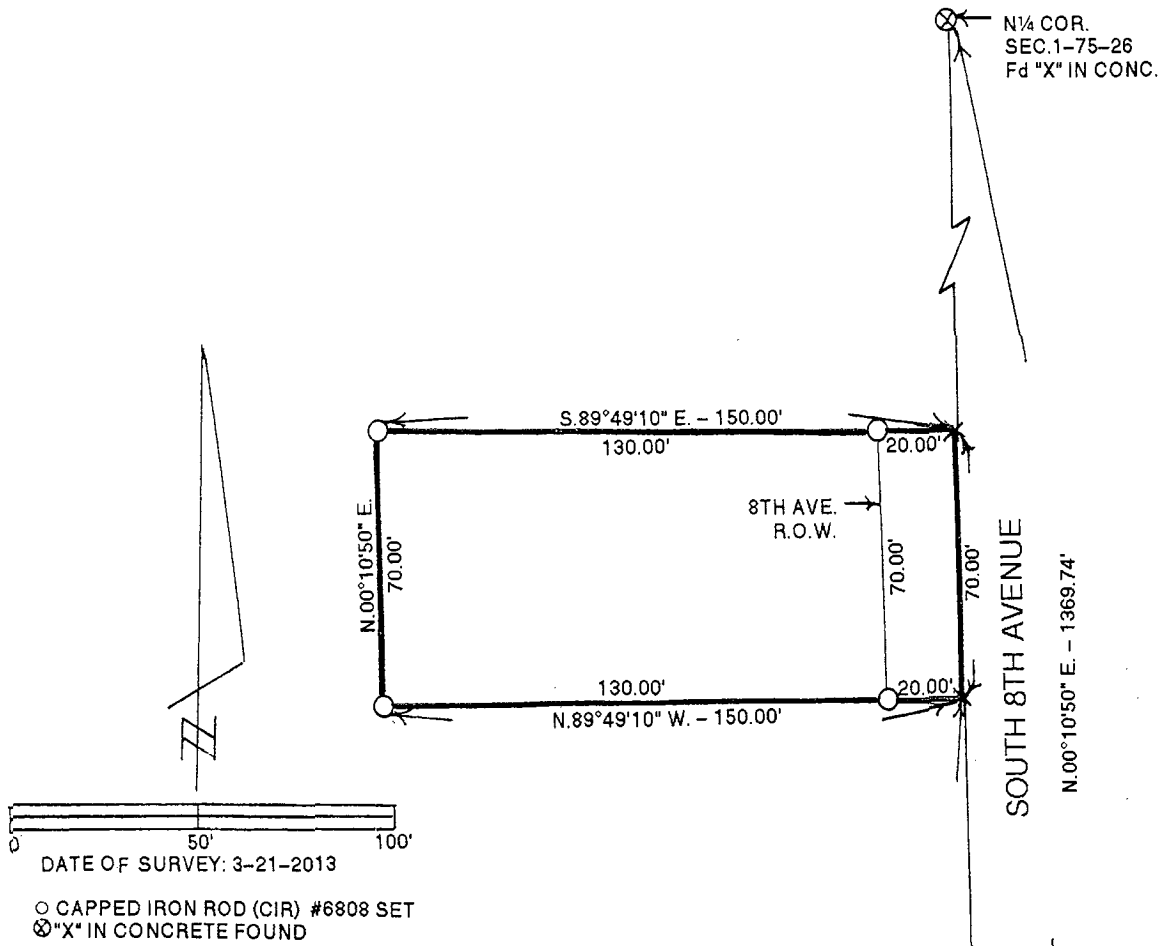 N¼ COR.
SEC.1-75-26
Fd "X" IN CONC.
S.89°49'10" E. – 150.00'
130.00'
20.00'
8TH AVE.
R.O.W.
N.00°10'50" E.
70.00'
70.00'
70.00'
SOUTH 8TH AVENUE
N.00°10'50" E. – 1369.74'
130.00'
20.00'
N.89°49'10" W. – 150.00'
N
0
50'
100'
DATE OF SURVEY: 3-21-2013
CAPPED IRON ROD (CIR) #6808 SET
"X" IN CONCRETE FOUND